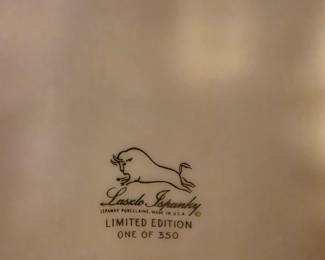 Laszlo Ispanky ©
ISPANKY PORCELAINS, MADE IN U.S.A.
LIMITED EDITION
ONE OF 350